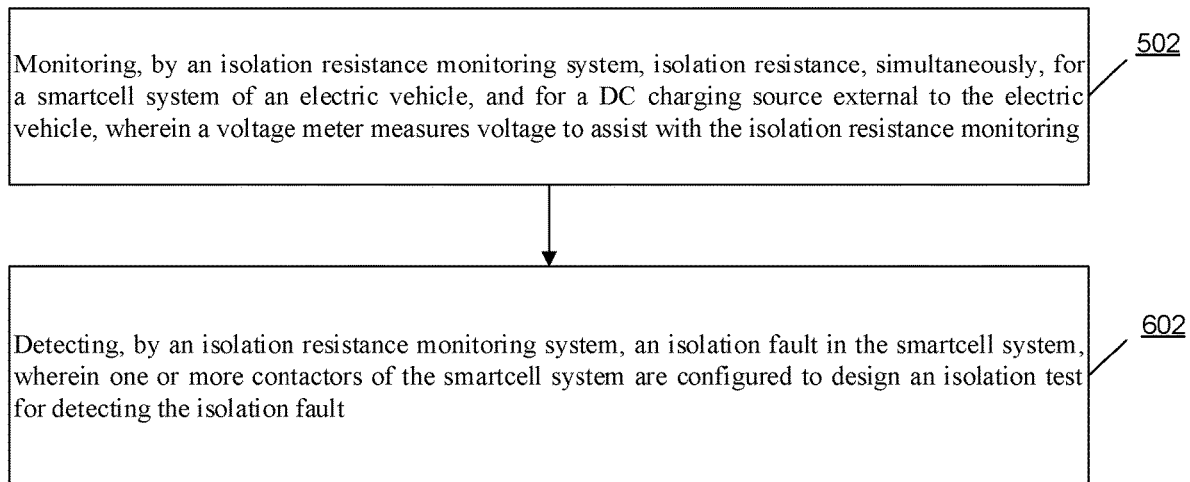 Monitoring, by an isolation resistance monitoring system, isolation resistance, simultaneously, for
a smartcell system of an electric vehicle, and for a DC charging source external to the electric
vehicle, wherein a voltage meter measures voltage to assist with the isolation resistance monitoring
502
Detecting, by an isolation resistance monitoring system, an isolation fault in the smartcell system,
wherein one or more contactors of the smartcell system are configured to design an isolation test
for detecting the isolation fault
602